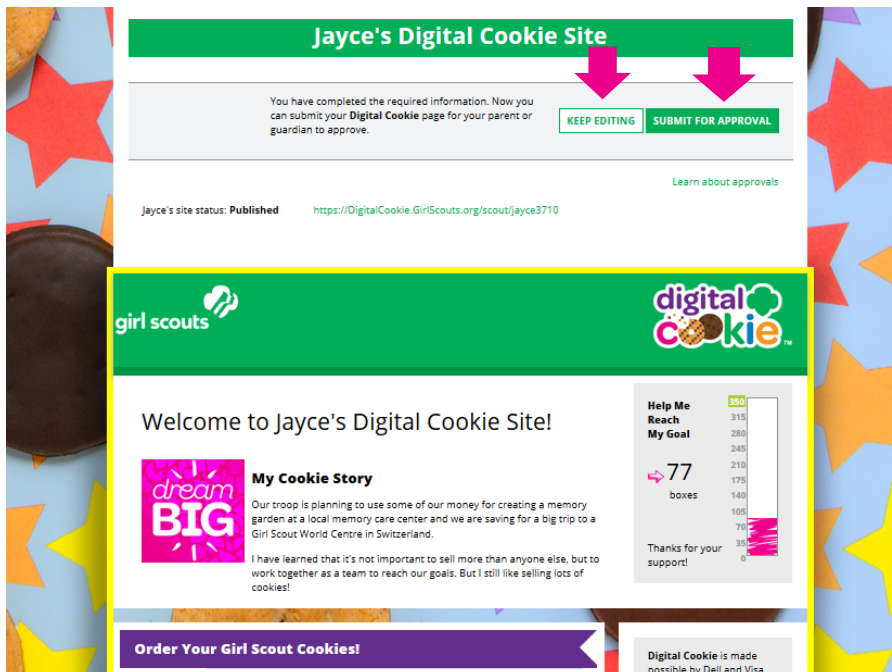 Jayce's Digital Cookie Site
You have completed the required information. Now you
can submit your Digital Cookie page for your parent or
guardian to approve.
KEEP EDITING
SUBMIT FOR APPROVAL
Learn about approvals
Jayce's site status: Published
https://DigitalCookie.GirlScouts.org/scout/jayce3710
girl scouts
digital
cookie
TM
Welcome to Jayce's Digital Cookie Site!
dream
BIG
My Cookie Story
Our troop is planning to use some of our money for creating a memory
garden at a local memory care center and we are saving for a big trip to a
Girl Scout World Centre in Switzerland.
I have learned that it's not important to sell more than anyone else, but to
work together as a team to reach our goals. But I still like selling lots of
cookies!
Help Me
Reach
My Goal
77
boxes
Thanks for your
support!
350
315
280
245
210
175
140
105
70
35
0
Order Your Girl Scout Cookies!
Digital Cookie is made
possible by Dell and Visa